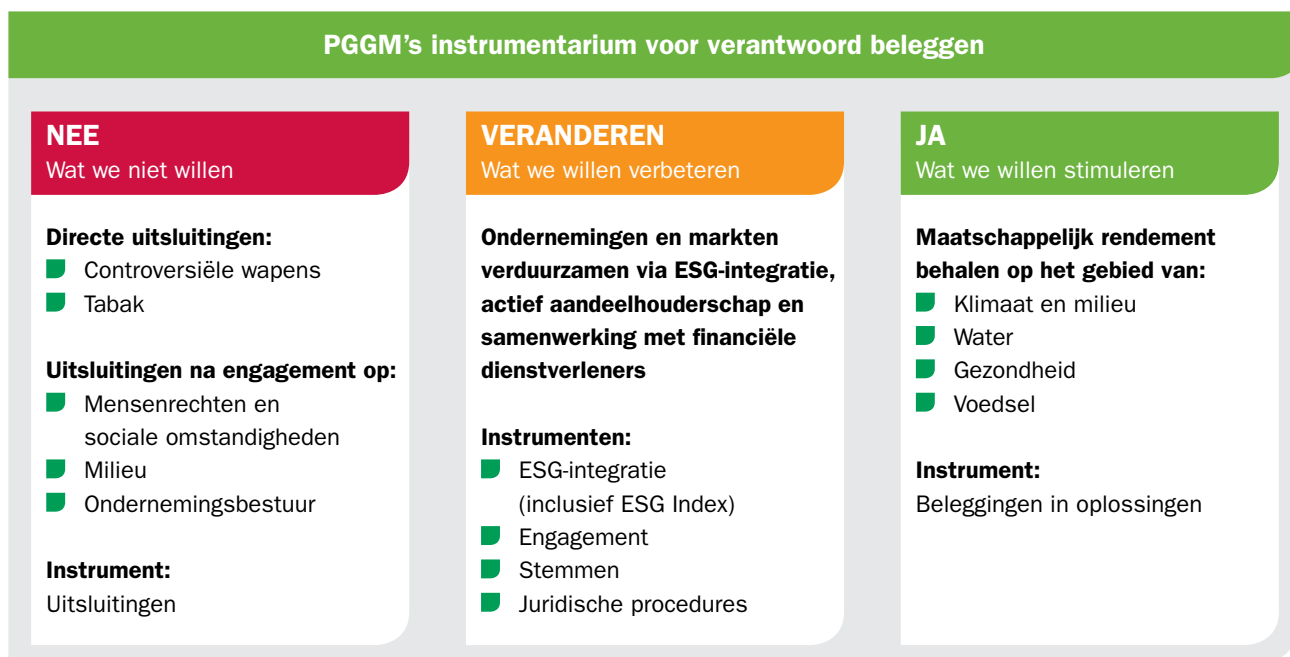 PGGM's instrumentarium voor verantwoord beleggen
NEE
Wat we niet willen
Directe uitsluitingen:
Controversiële wapens
Tabak
Uitsluitingen na engagement op:
Mensenrechten en
sociale omstandigheden
Milieu
Ondernemingsbestuur
Instrument:
Uitsluitingen
VERANDEREN
Wat we willen verbeteren
Ondernemingen en markten
verduurzamen via ESG-integratie,
actief aandeelhouderschap en
samenwerking met financiële
dienstverleners
Instrumenten:
ESG-integratie
(inclusief ESG Index)
Engagement
Stemmen
Juridische procedures
JA
Wat we willen stimuleren
Maatschappelijk rendement
behalen op het gebied van:
Klimaat en milieu
Water
Gezondheid
Voedsel
Instrument:
Beleggingen in oplossingen